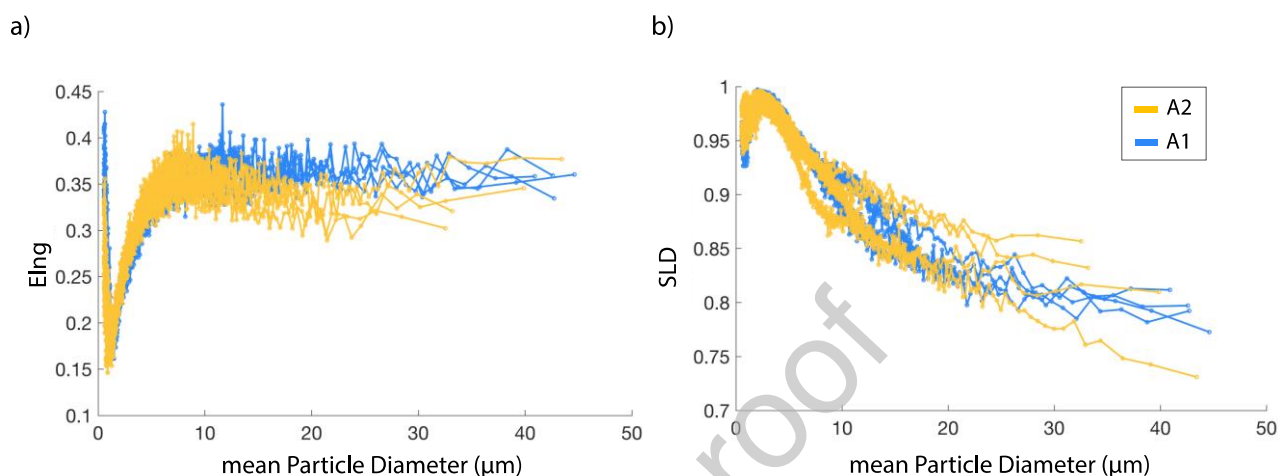 a)
0.45
0.4
0.35
0.3
0.25
0.2
0.15
0.1
Elng
0 10 20 30 40 50
mean Particle Diameter (μm)
b)
1
0.95
0.9
0.85
0.8
0.75
0.7
SLD
0 10 20 30 40 50
mean Particle Diameter (μm)
A2
A1
roof